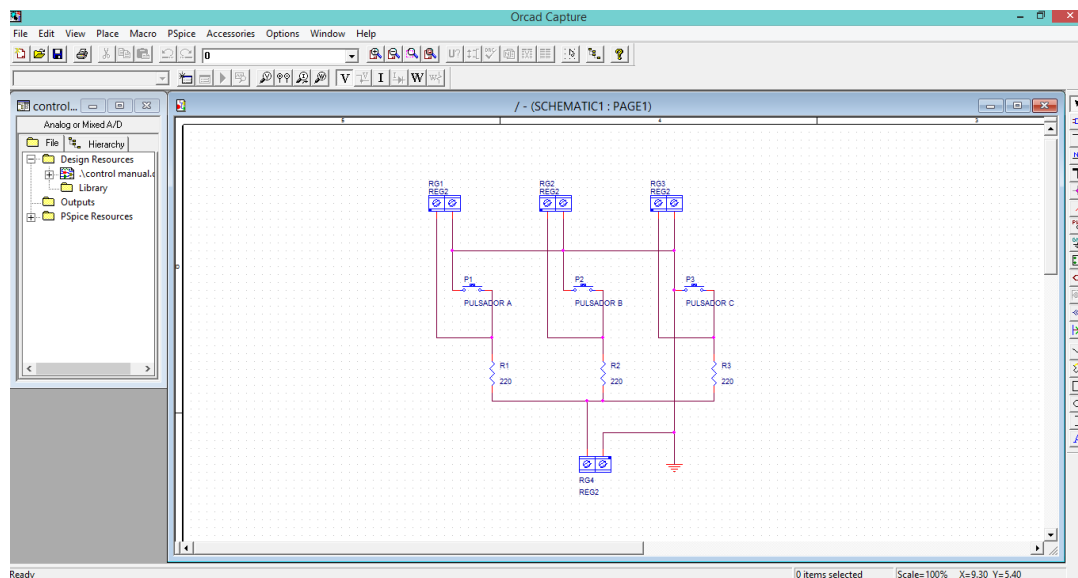 Orcad Capture
File Edit View Place Macro PSpice Accessories Options Window Help
0
V I W
control...
/ - (SCHEMATIC1 : PAGE1)
Analog or Mixed A/D
File Hierarchy
Design Resources
.\control manual.
Library
Outputs
PSpice Resources
5 4 3
D
RG1 RG2 RG3
REG2 REG2 REG2
P1 P2 P3
PULSADOR A PULSADOR B PULSADOR C
R1 R2 R3
220 220 220
RG4
REG2
Ready
0 items selected Scale=100% X=9.30 Y=5.40